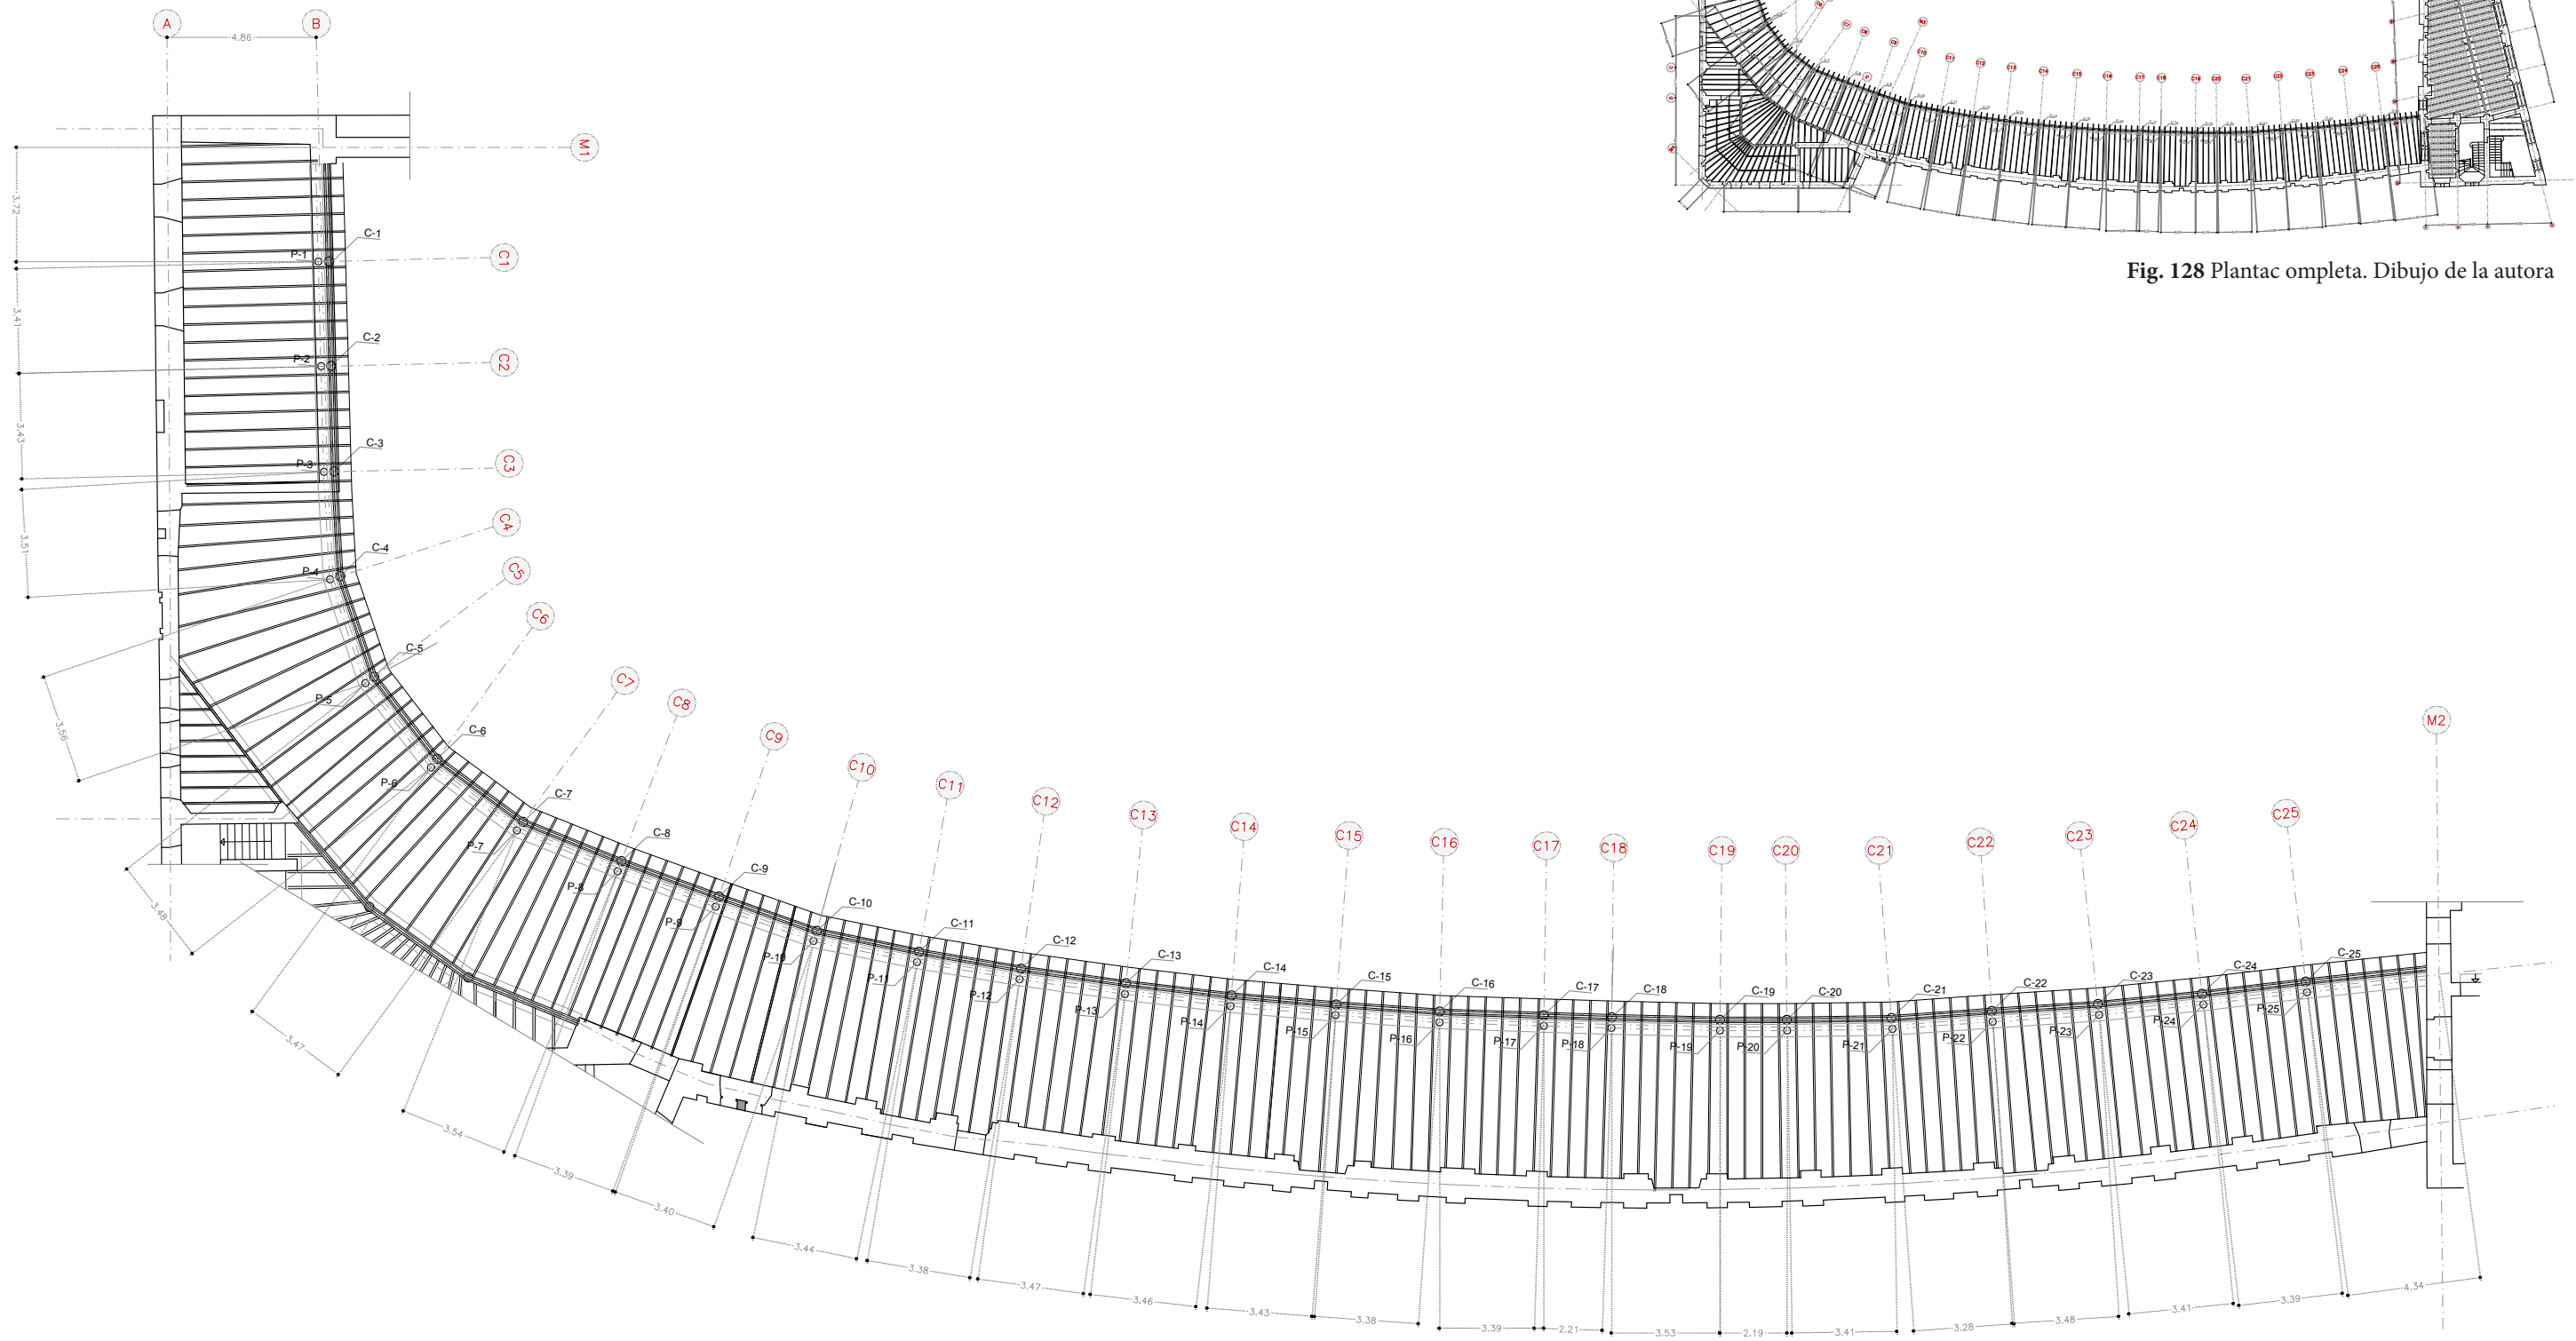 A
B
4.86
M1
3.72
C-1
P-1
C1
3.41
C-2
P-2
C2
3.43
C-3
P-3
C3
3.51
C4
C-4
P-4
C5
C6
C-5
P-5
3.56
C-6
P-6
C7
C8
C9
C10
C11
C12
C13
C14
C15
C16
C17
C18
C19
C20
C21
C22
C23
C24
C25
M2
C-7
P-7
C-8
P-8
C-9
P-9
C-10
P-10
C-11
P-11
C-12
P-12
C-13
P-13
C-14
P-14
C-15
P-15
C-16
P-16
C-17
P-17
C-18
P-18
C-19
P-19
C-20
P-20
C-21
P-21
C-22
P-22
C-23
P-23
C-24
P-24
C-25
P-25
3.48
3.47
3.54
3.39
3.40
3.44
3.38
3.47
3.46
3.43
3.38
3.39
2.21
3.53
2.19
3.41
3.28
3.48
3.41
3.39
4.34
Fig. 128 Plantac ompleta. Dibujo de la autora